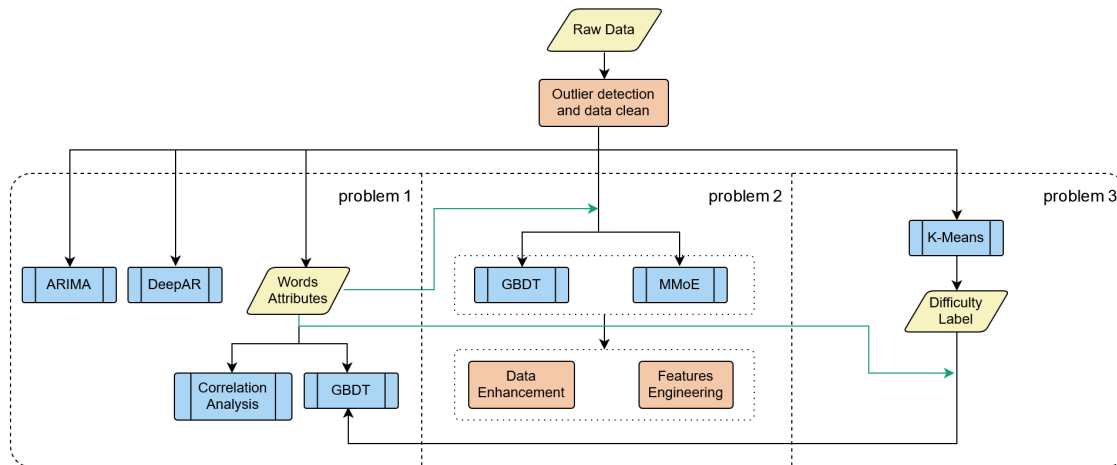 Raw Data
Outlier detection
and data clean
problem 1
problem 2
problem 3
K-Means
ARIMA
DeepAR
Words
Attributes
GBDT
MMoE
Difficulty
Label
Correlation
Analysis
GBDT
Data
Enhancement
Features
Engineering